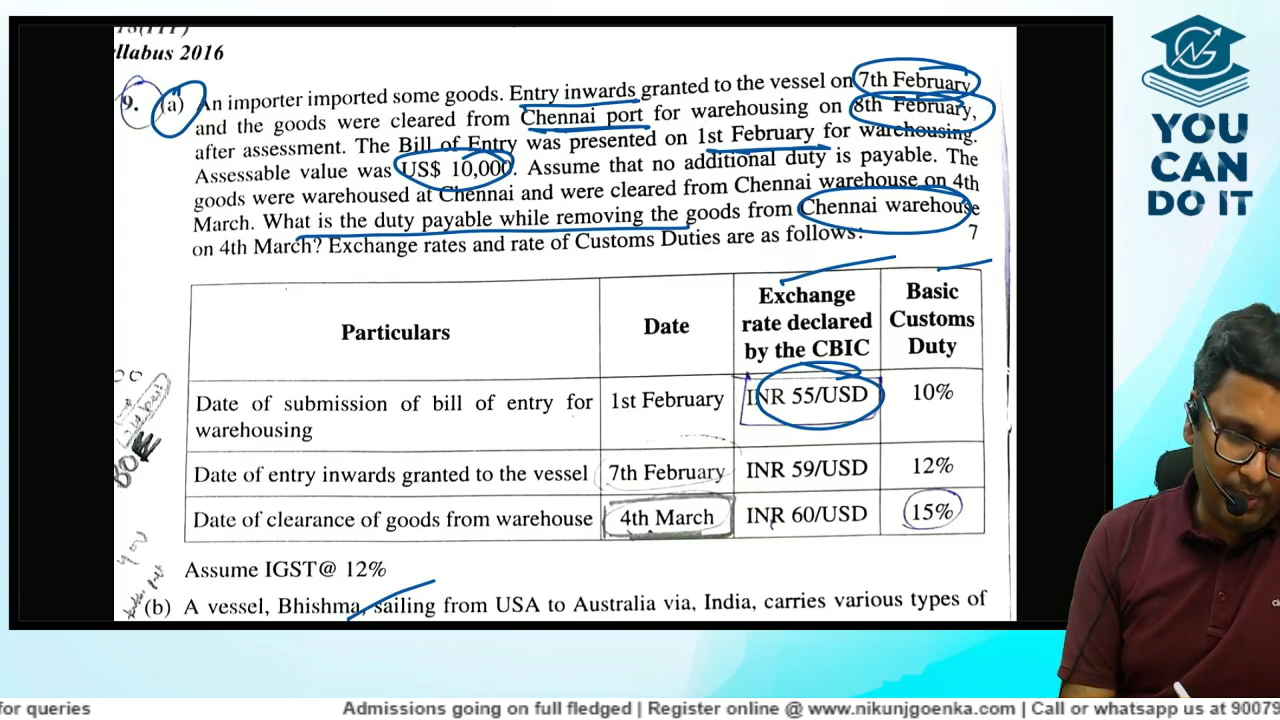 llabus 2016
9. (a) An importer imported some goods. Entry inwards granted to the vessel on 7th February,
and the goods were cleared from Chennai port for warehousing on 8th February,
after assessment. The Bill of Entry was presented on 1st February for warehousing.
Assessable value was US$ 10,000. Assume that no additional duty is payable. The
goods were warehoused at Chennai and were cleared from Chennai warehouse on 4th
March. What is the duty payable while removing the goods from Chennai warehouse
on 4th March? Exchange rates and rate of Customs Duties are as follows: 7
Particulars Date Exchange rate declared by the CBIC Basic Customs Duty
Date of submission of bill of entry for warehousing 1st February INR 55/USD 10%
Date of entry inwards granted to the vessel 7th February INR 59/USD 12%
Date of clearance of goods from warehouse 4th March INR 60/USD 15%
Assume IGST@ 12%
(b) A vessel, Bhishma, sailing from USA to Australia via, India, carries various types of
BOE
YOU
CAN
DO IT
for queries Admissions going on full fledged | Register online @ www.nikunjgoenka.com | Call or whatsapp us at 90079